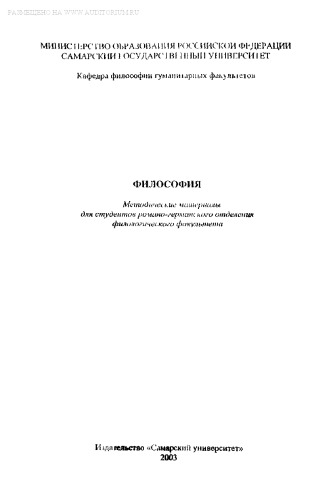 РАЗМЕЩЕНО НА WWW.AUDITORIUM.RU
МИНИСТЕРСТВО ОБРАЗОВАНИЯ РОССИЙСКОЙ ФЕДЕРАЦИИ
САМАРСКИЙ ГОСУДАРСТВЕННЫЙ УНИВЕРСИТЕТ
Кафедра философии гуманитарных факультетов
ФИЛОСОФИЯ
Методические материалы
для студентов романо-германского отделения
филологического факультета
Издательство «Самарский университет»
2003